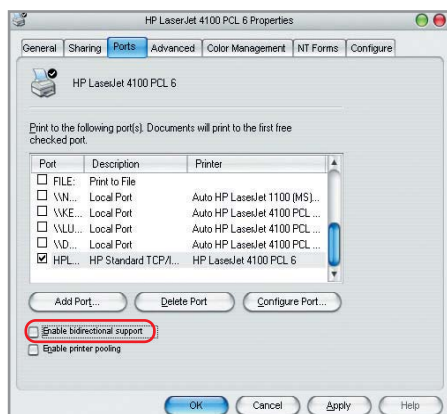 HP LaserJet 4100 PCL 6 Properties
General Sharing Ports Advanced Color Management NT Forms Configure
HP LaserJet 4100 PCL 6
Print to the following port(s). Documents will print to the first free
checked port.
Port Description Printer
FILE: Print to File
\\N... Local Port Auto HP LaserJet 1100 (MS)...
\\KE... Local Port Auto HP LaserJet 4100 PCL ...
\\LU... Local Port Auto HP LaserJet 4100 PCL ...
\\D... Local Port Auto HP LaserJet 4100 PCL ...
HPL... HP Standard TCP/I... HP LaserJet 4100 PCL 6
Add Port... Delete Port Configure Port...
Enable bidirectional support
Enable printer pooling
OK Cancel Apply Help